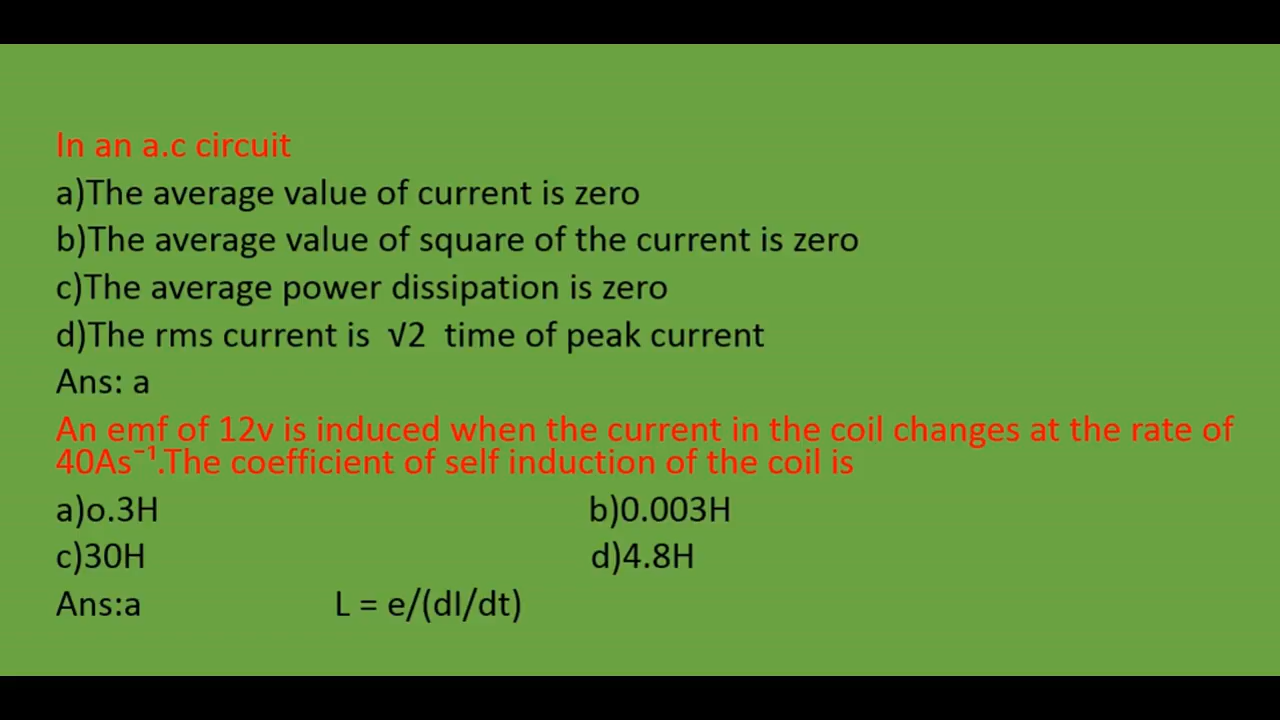 In an a.c circuit
a)The average value of current is zero
b)The average value of square of the current is zero
c)The average power dissipation is zero
d)The rms current is √2 time of peak current
Ans: a
An emf of 12v is induced when the current in the coil changes at the rate of
40As⁻¹.The coefficient of self induction of the coil is
a)o.3H b)0.003H
c)30H d)4.8H
Ans:a L = e/(dI/dt)